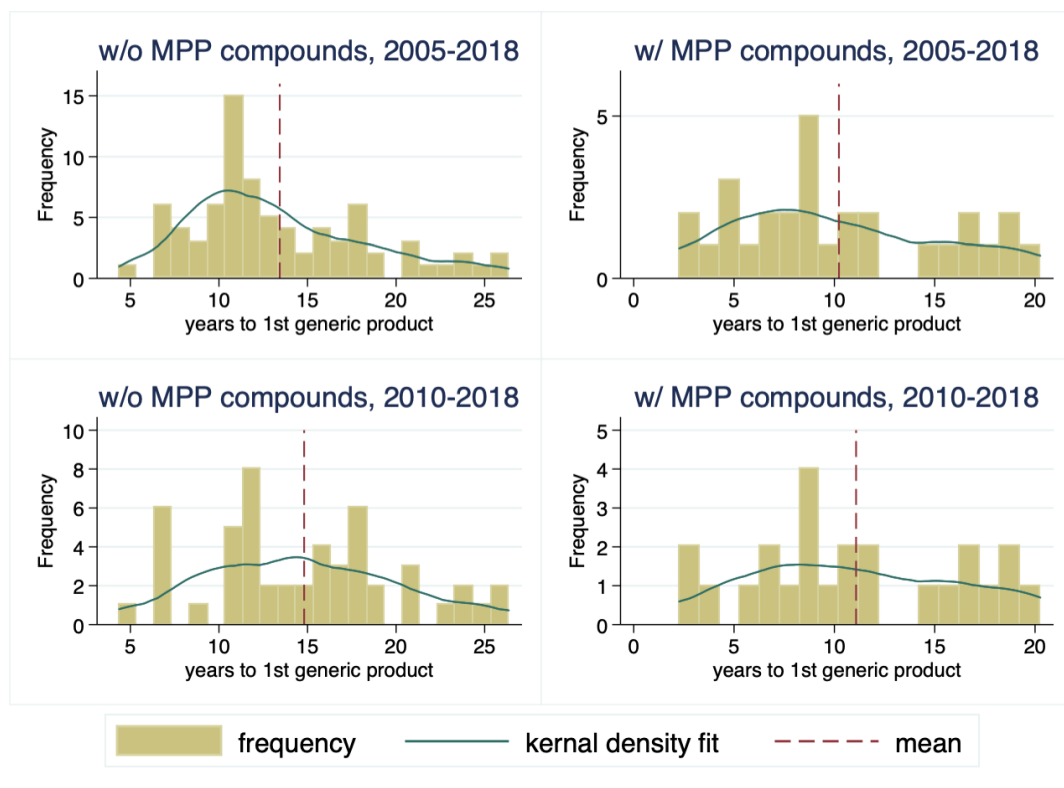 w/o MPP compounds, 2005-2018
Frequency
15
10
5
0
5 10 15 20 25
years to 1st generic product
w/ MPP compounds, 2005-2018
Frequency
5
0
0 5 10 15 20
years to 1st generic product
w/o MPP compounds, 2010-2018
Frequency
10
8
6
4
2
0
5 10 15 20 25
years to 1st generic product
w/ MPP compounds, 2010-2018
Frequency
5
4
3
2
1
0
0 5 10 15 20
years to 1st generic product
frequency kernal density fit mean